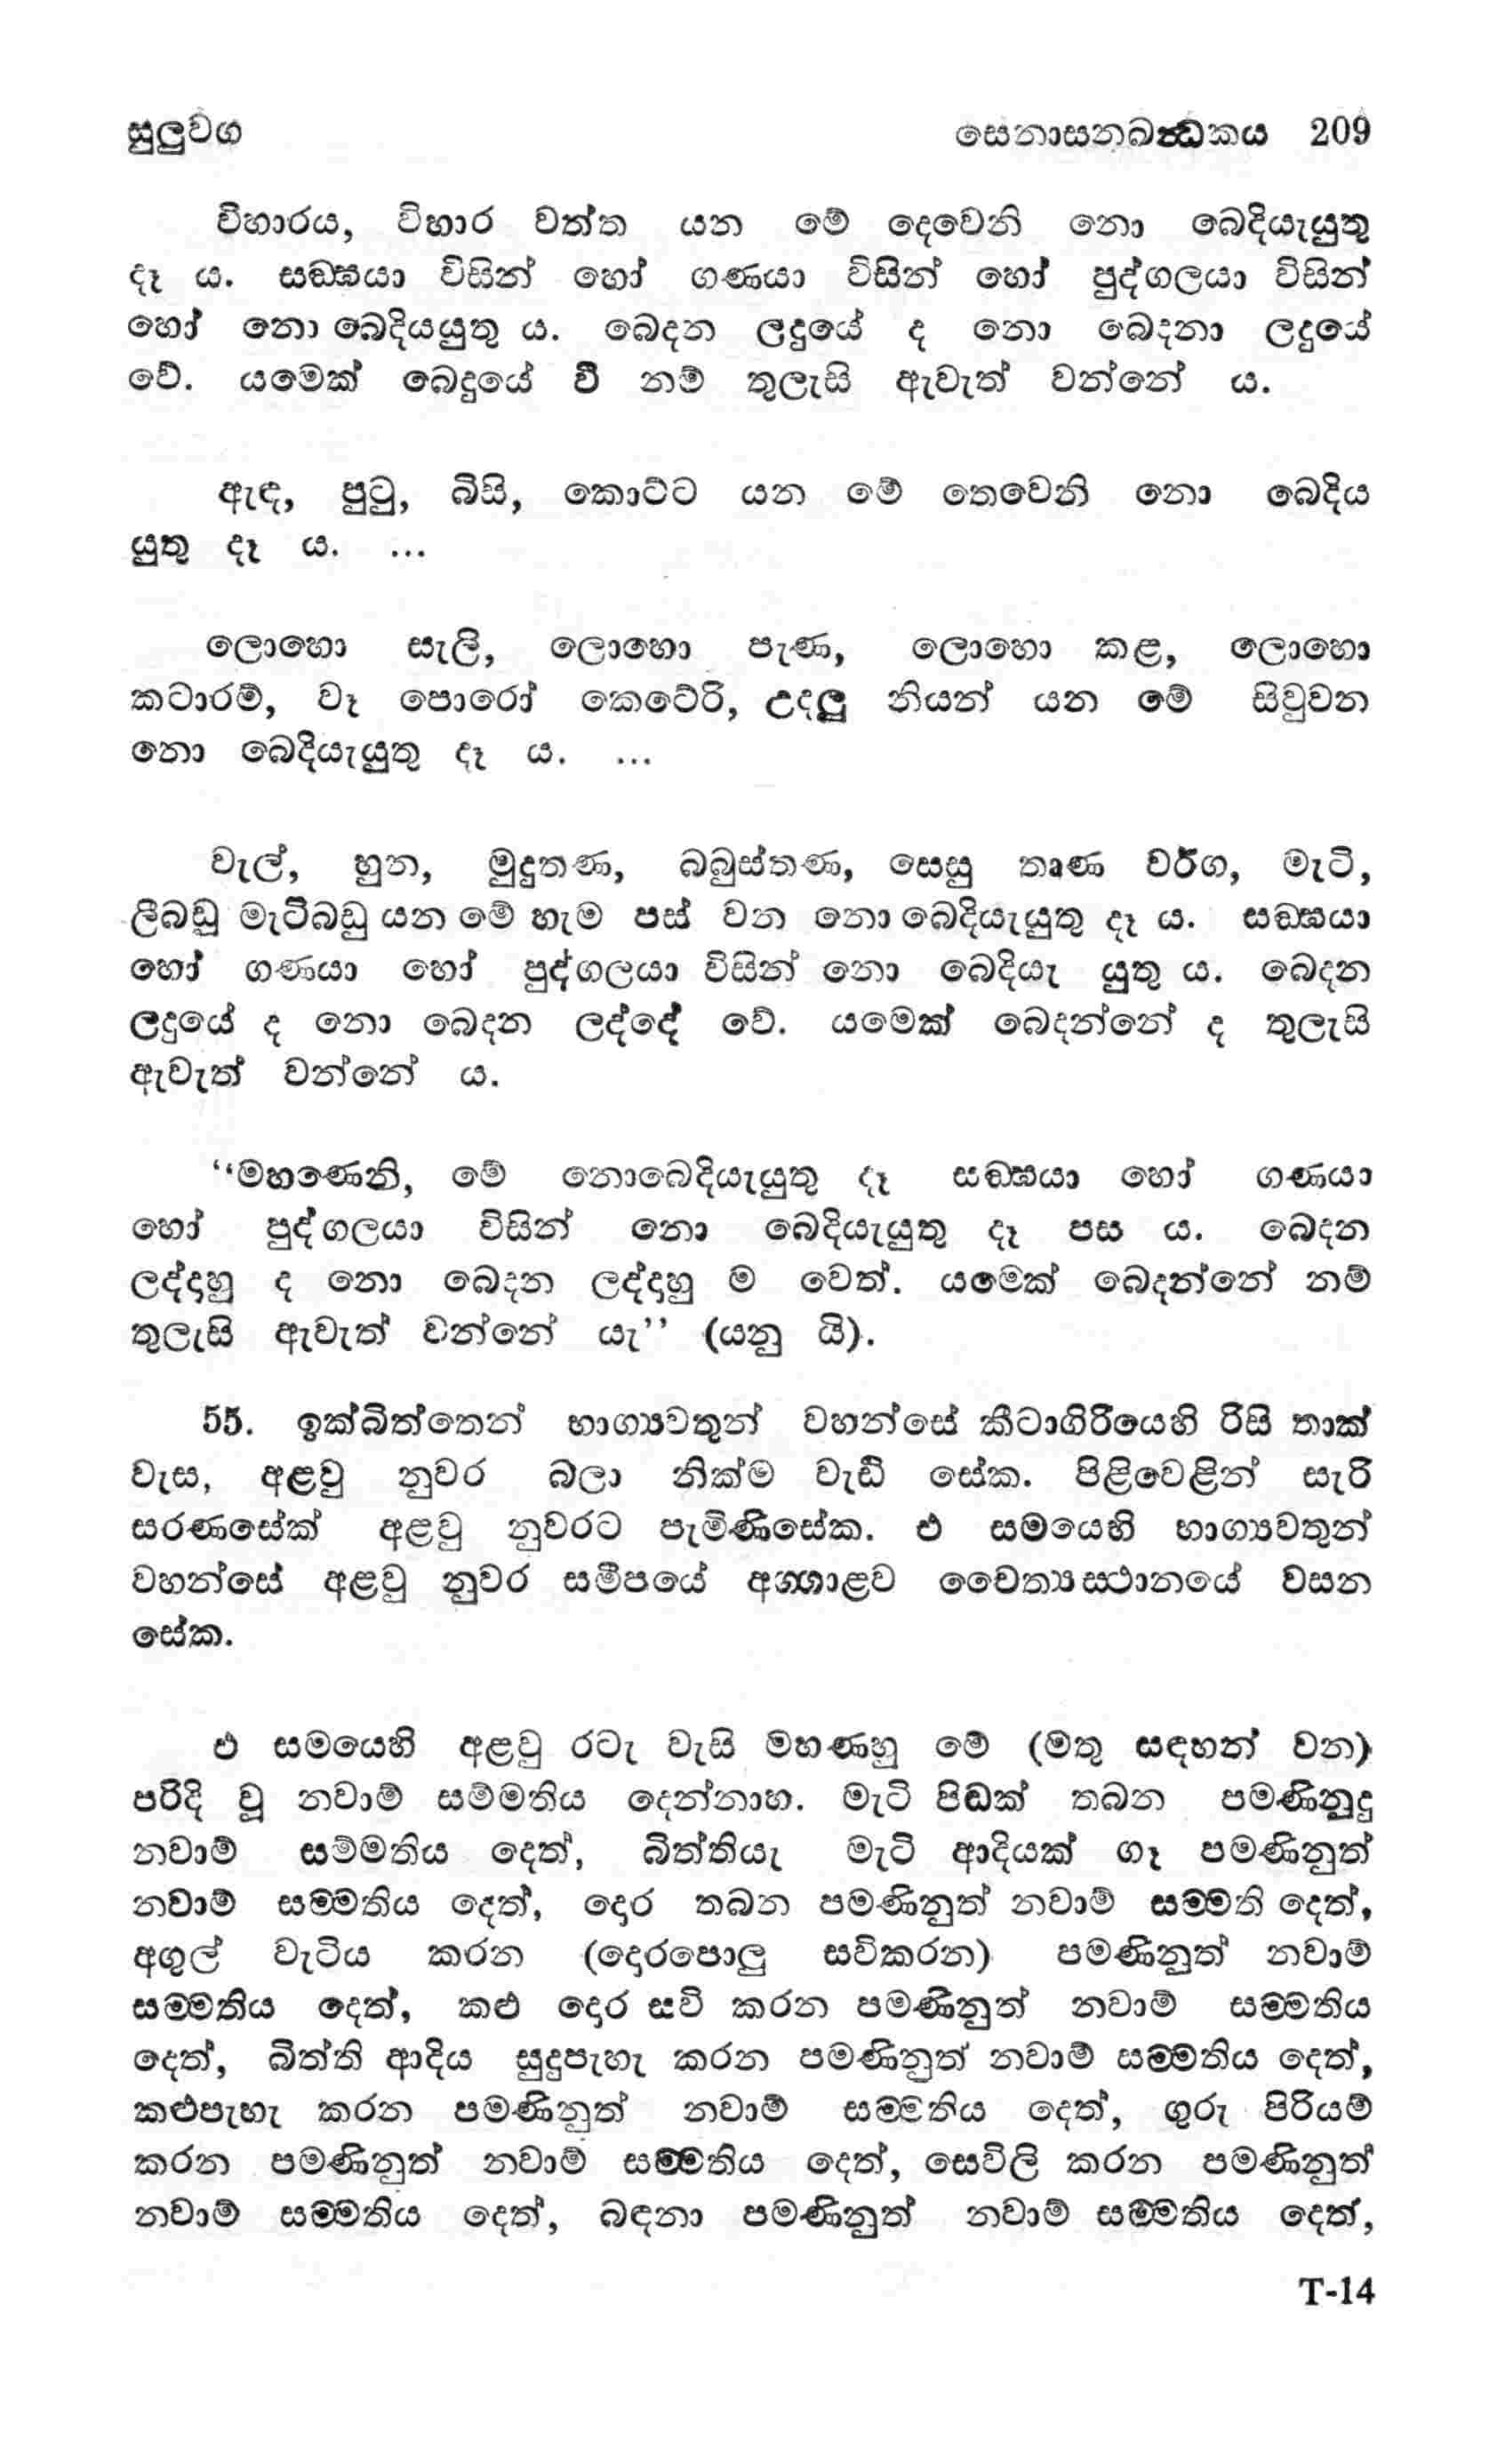 සුලුවග සෙනාසනඛන්ධකය 209
විහාරය, විහාර වත්ත යන මේ දෙවෙනි නො බෙදියැයුතු
දෑ ය. සඞ්ඝයා විසින් හෝ ගණයා විසින් හෝ පුද්ගලයා විසින්
හෝ නො බෙදියයුතු ය. බෙදන ලදුයේ ද නො බෙදනා ලදුයේ
වේ. යමෙක් බෙදුයේ වී නම් තුලැසි ඇවැත් වන්නේ ය.
ඇඳ, පුටු, බිසි, කොට්ට යන මේ තෙවෙනි නො බෙදිය
යුතු දෑ ය. ...
ලොහො සැලි, ලොහො පැණ, ලොහො කළ, ලොහො
කටාරම්, වෑ පොරෝ කෙටේරි, උදලු නියන් යන මේ සිවුවන
නො බෙදියැයුතු දෑ ය. ...
වැල්, හුන, මුදුතණ, බබුස්තණ, සෙසු තෘණ වර්ග, මැටි,
ලීබඩු මැටිබඩු යන මේ හැම පස් වන නො බෙදියැයුතු දෑ ය. සඞ්ඝයා
හෝ ගණයා හෝ පුද්ගලයා විසින් නො බෙදියැ යුතු ය. බෙදන
ලදුයේ ද නො බෙදන ලද්දේ වේ. යමෙක් බෙදන්නේ ද තුලැසි
ඇවැත් වන්නේ ය.
“මහණෙනි, මේ නොබෙදියැයුතු දෑ සඞ්ඝයා හෝ ගණයා
හෝ පුද්ගලයා විසින් නො බෙදියැයුතු දෑ පස ය. බෙදන
ලද්දහු ද නො බෙදන ලද්දහු ම වෙත්. යමෙක් බෙදන්නේ නම්
තුලැසි ඇවැත් වන්නේ යැ” (යනු යි).
55. ඉක්බිත්තෙන් භාග්‍යවතුන් වහන්සේ කීටාගිරියෙහි රිසි තාක්
වැස, අළවු නුවර බලා නික්ම වැඩි සේක. පිළිවෙළින් සැරි
සරණසේක් අළවු නුවරට පැමිණිසේක. එ සමයෙහි භාග්‍යවතුන්
වහන්සේ අළවු නුවර සමීපයේ අග්ගාළව චෛත්‍යස්ථානයේ වසන
සේක.
එ සමයෙහි අළවු රටැ වැසි මහණහු මේ (මතු සඳහන් වන)
පරිදි වූ නවාම් සම්මතිය දෙන්නාහ. මැටි පිඬක් තබන පමණිනුදු
නවාම් සම්මතිය දෙත්, බිත්තියැ මැටි ආදියක් ගෑ පමණිනුත්
නවාම් සම්මතිය දෙත්, දොර තබන පමණිනුත් නවාම් සම්මති දෙත්,
අගුල් වැටිය කරන (දොරපොලු සවිකරන) පමණිනුත් නවාම්
සම්මතිය දෙත්, කළු දොර සවි කරන පමණිනුත් නවාම් සම්මතිය
දෙත්, බිත්ති ආදිය සුදුපැහැ කරන පමණිනුත් නවාම් සම්මතිය දෙත්,
කළුපැහැ කරන පමණිනුත් නවාම් සම්මතිය දෙත්, ගුරු පිරියම්
කරන පමණිනුත් නවාම් සම්මතිය දෙත්, සෙවිලි කරන පමණිනුත්
නවාම් සම්මතිය දෙත්, බඳනා පමණිනුත් නවාම් සම්මතිය දෙත්,
T-14